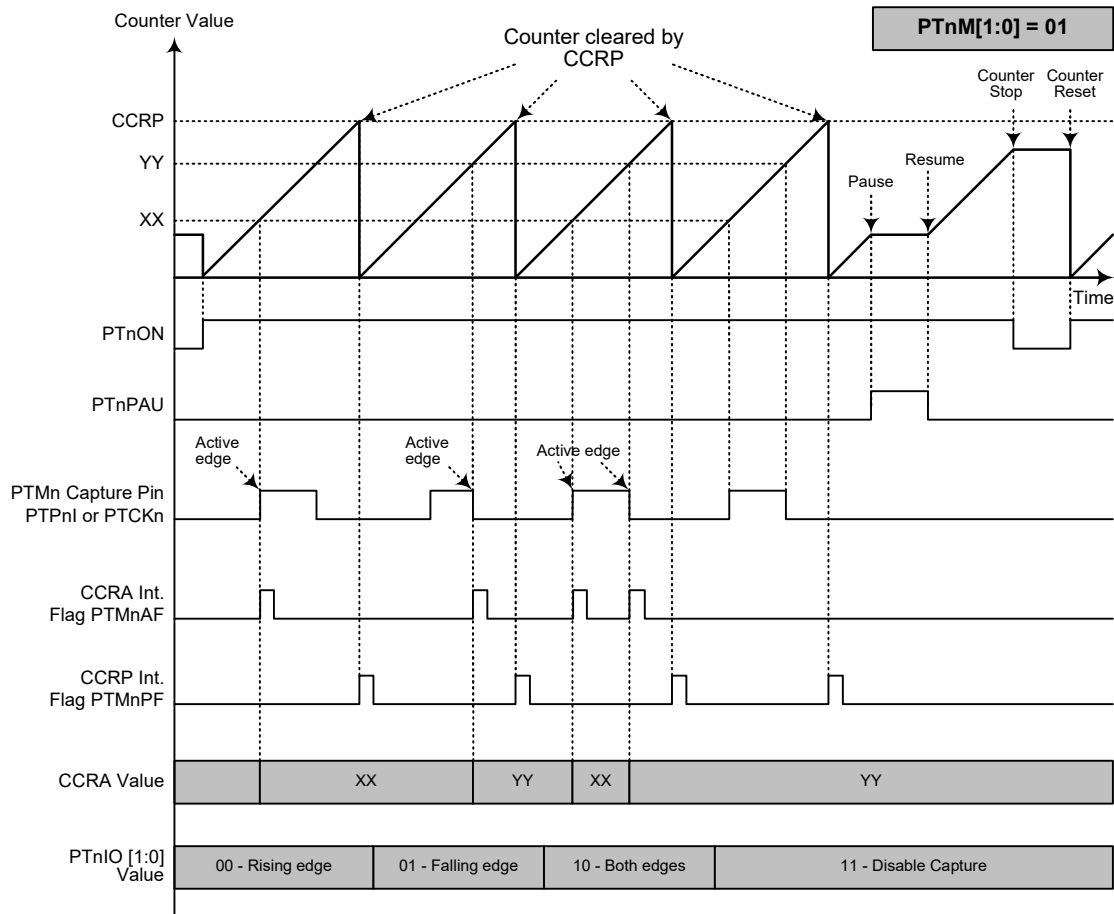 Counter Value
PTnM[1:0] = 01
Counter cleared by
CCRP
Counter
Stop
Counter
Reset
CCRP
YY
Resume
Pause
XX
Time
PTnON
PTnPAU
Active
edge
Active
edge
Active edge
PTMn Capture Pin
PTPnI or PTCKn
CCRA Int.
Flag PTMnAF
CCRP Int.
Flag PTMnPF
CCRA Value
XX
YY
XX
YY
PTnIO [1:0]
Value
00 - Rising edge
01 - Falling edge
10 - Both edges
11 - Disable Capture